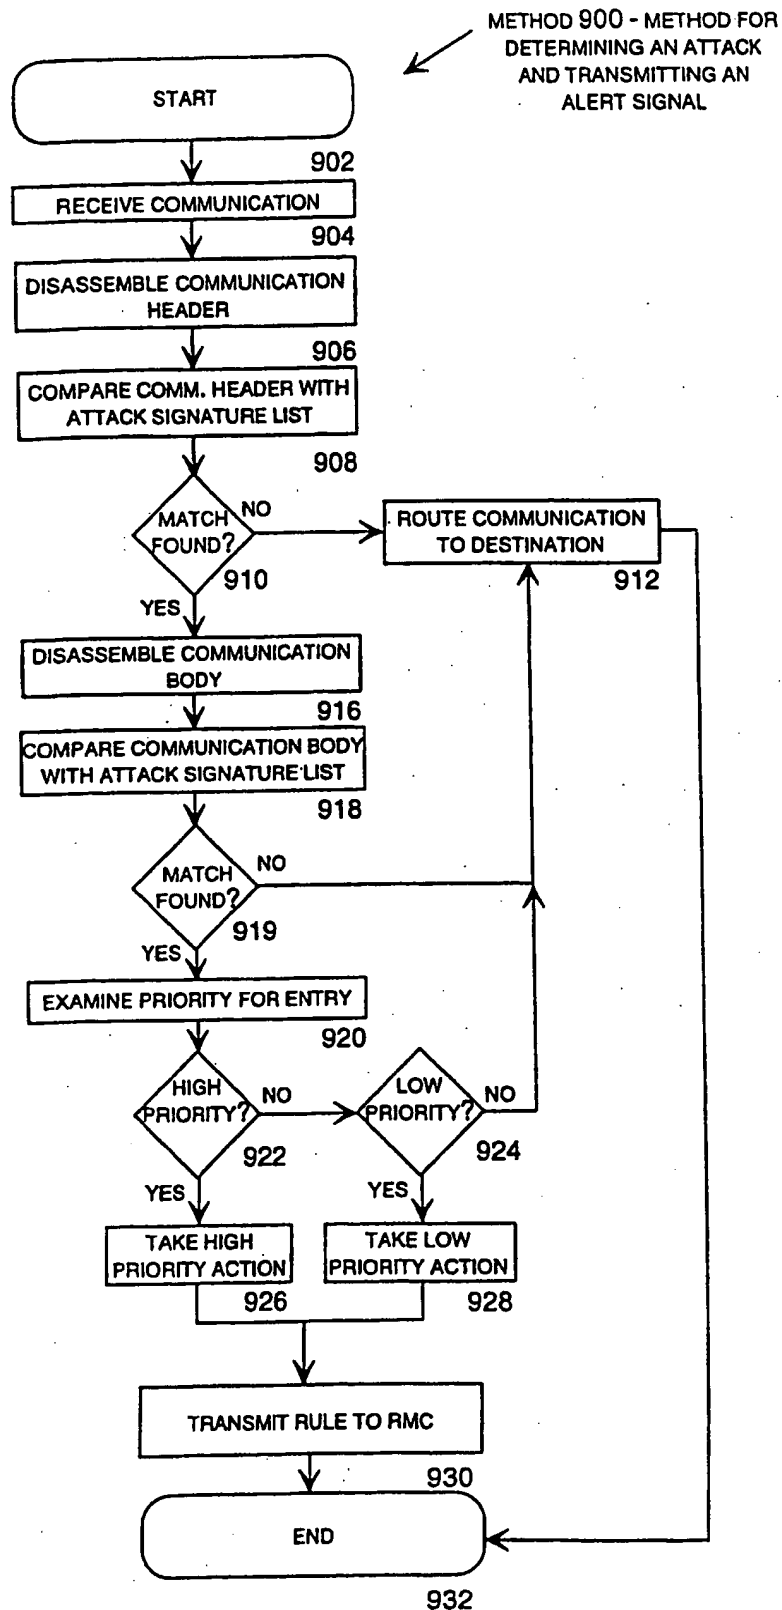 METHOD 900 - METHOD FOR
DETERMINING AN ATTACK
AND TRANSMITTING AN
ALERT SIGNAL
START
902
RECEIVE COMMUNICATION
904
DISASSEMBLE COMMUNICATION
HEADER
906
COMPARE COMM. HEADER WITH
ATTACK SIGNATURE LIST
908
MATCH
FOUND?
NO
910
YES
ROUTE COMMUNICATION
TO DESTINATION
912
DISASSEMBLE COMMUNICATION
BODY
916
COMPARE COMMUNICATION BODY
WITH ATTACK SIGNATURE LIST
918
MATCH
FOUND?
NO
919
YES
EXAMINE PRIORITY FOR ENTRY
920
HIGH
PRIORITY?
NO
922
YES
LOW
PRIORITY?
NO
924
YES
TAKE HIGH
PRIORITY ACTION
926
TAKE LOW
PRIORITY ACTION
928
TRANSMIT RULE TO RMC
930
END
932